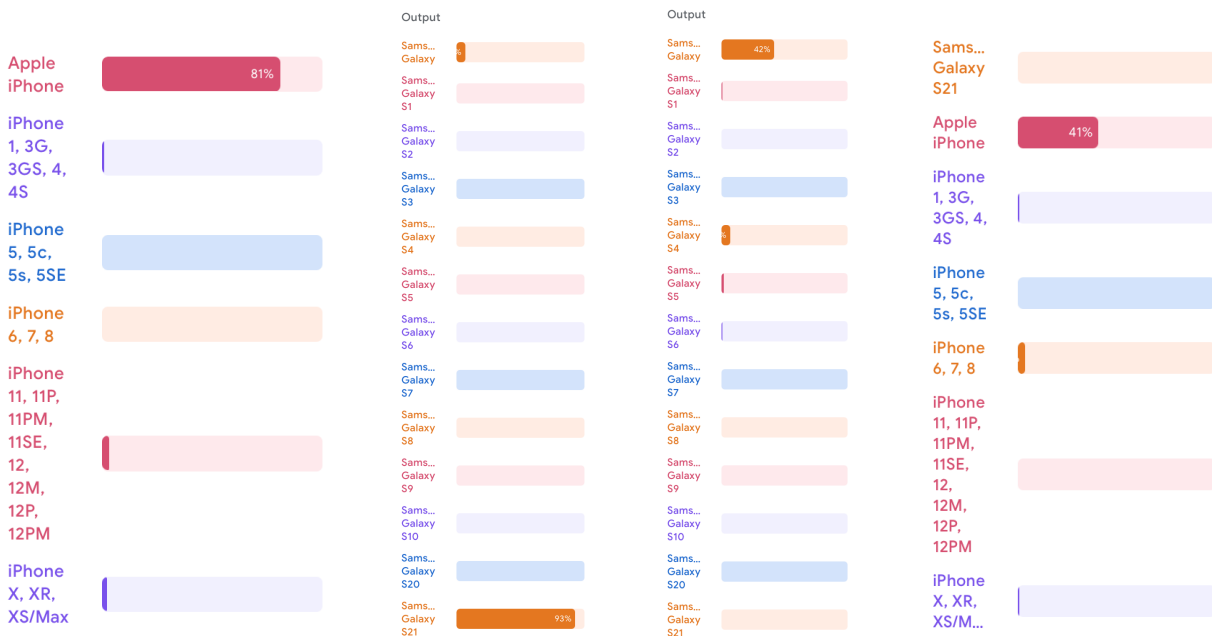 Apple
iPhone
81%
iPhone
1, 3G,
3GS, 4,
4S
iPhone
5, 5c,
5s, 5SE
iPhone
6, 7, 8
iPhone
11, 11P,
11PM,
11SE,
12,
12M,
12P,
12PM
iPhone
X, XR,
XS/Max
Output
Sams...
Galaxy
%
Sams...
Galaxy
S1
Sams...
Galaxy
S2
Sams...
Galaxy
S3
Sams...
Galaxy
S4
Sams...
Galaxy
S5
Sams...
Galaxy
S6
Sams...
Galaxy
S7
Sams...
Galaxy
S8
Sams...
Galaxy
S9
Sams...
Galaxy
S10
Sams...
Galaxy
S20
Sams...
Galaxy
S21
93%
Output
Sams...
Galaxy
42%
Sams...
Galaxy
S1
Sams...
Galaxy
S2
Sams...
Galaxy
S3
Sams...
Galaxy
S4
%
Sams...
Galaxy
S5
Sams...
Galaxy
S6
Sams...
Galaxy
S7
Sams...
Galaxy
S8
Sams...
Galaxy
S9
Sams...
Galaxy
S10
Sams...
Galaxy
S20
Sams...
Galaxy
S21
Sams...
Galaxy
S21
Apple
iPhone
41%
iPhone
1, 3G,
3GS, 4,
4S
iPhone
5, 5c,
5s, 5SE
iPhone
6, 7, 8
iPhone
11, 11P,
11PM,
11SE,
12,
12M,
12P,
12PM
iPhone
X, XR,
XS/M...